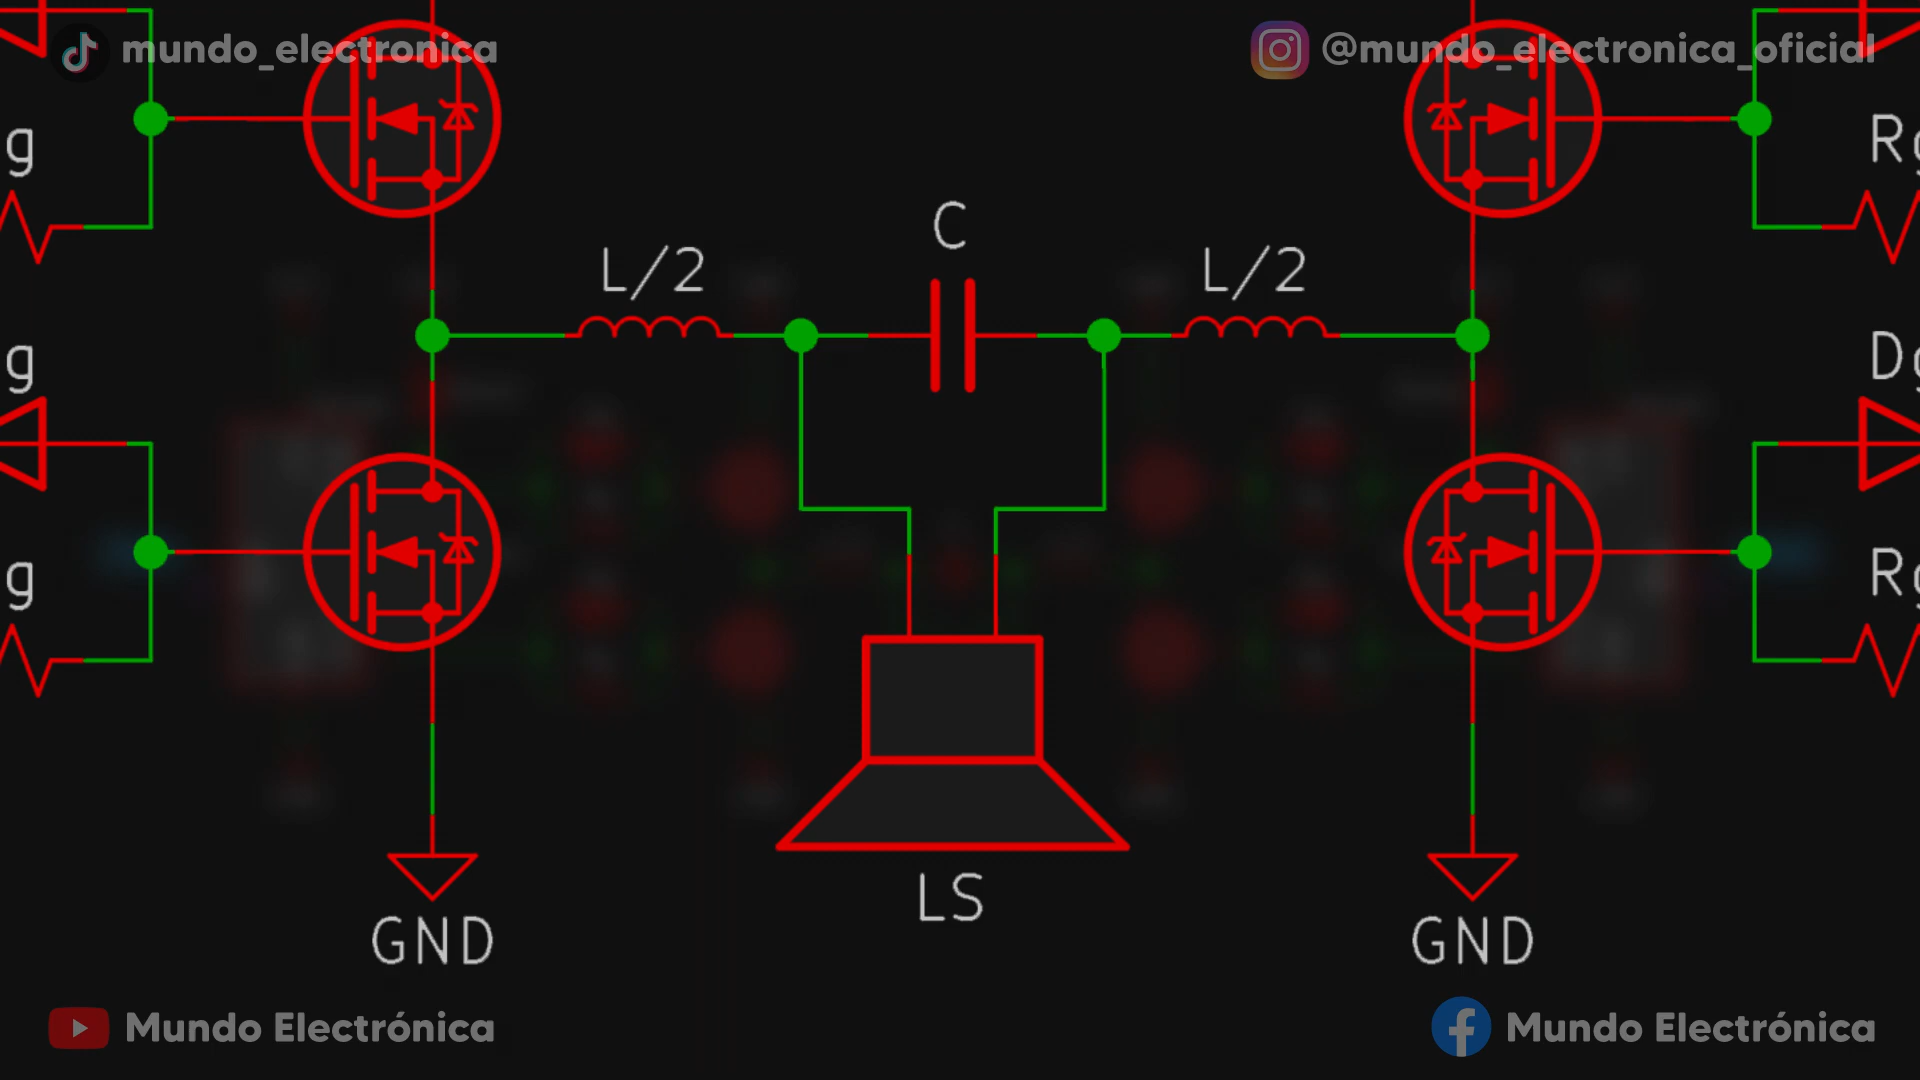 mundo_electronica
@mundo_electronica_oficial
g
Rg
C
L/2
L/2
g
Dg
g
Rg
LS
GND
GND
Mundo Electrónica
Mundo Electrónica